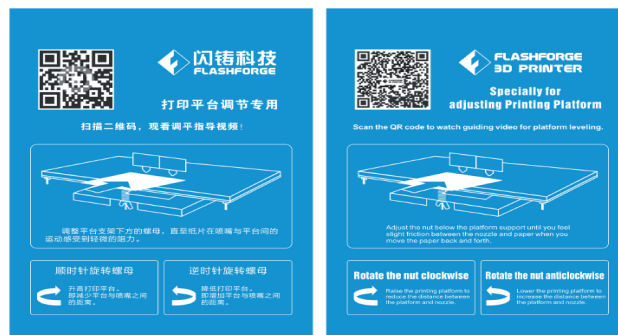 闪铸科技
FLASHFORGE
打印平台调节专用
扫描二维码，观看调平指导视频！
调整平台支架下方的螺母，直至纸片在喷嘴与平台间的
运动感受到轻微的阻力。
顺时针旋转螺母
升高打印平台。
即减少平台与喷嘴之间
的距离。
逆时针旋转螺母
降低打印平台。
即增加平台与喷嘴之间
的距离。
FLASHFORGE
3D PRINTER
Specially for
adjusting Printing Platform
Scan the QR code to watch guiding video for platform leveling.
Adjust the nut below the platform support until you feel
slight friction between the nozzle and paper when you
move the paper back and forth.
Rotate the nut clockwise
Raise the printing platform to
reduce the distance between
the platform and nozzle.
Rotate the nut anticlockwise
Lower the printing platform to
increase the distance between
the platform and nozzle.